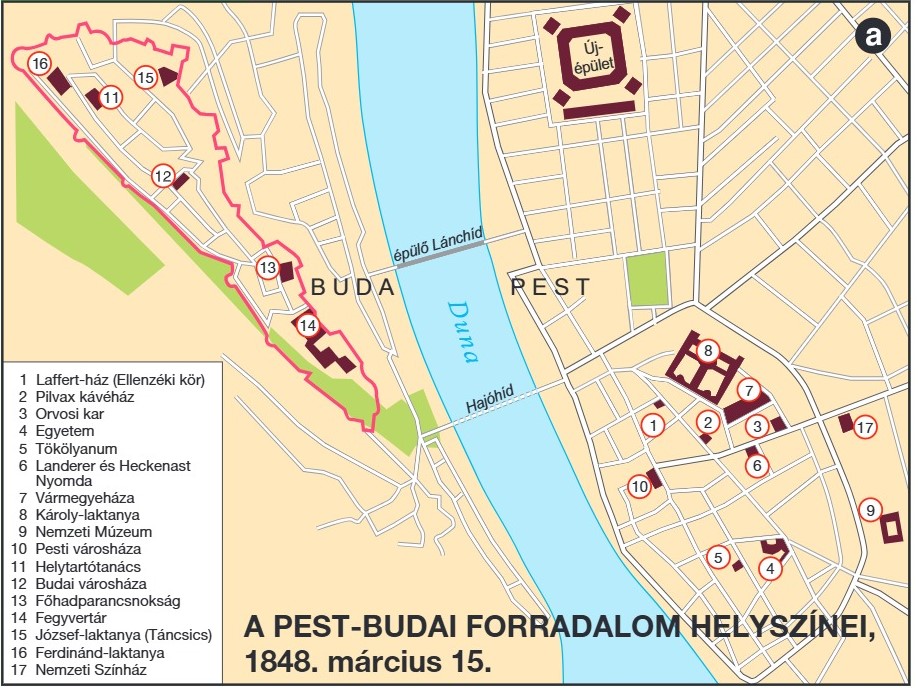 a
Új-
épület
16
15
11
12
13
14
épülő Lánchíd
BUDA
PEST
Duna
Hajóhíd
8
7
1
2
3
17
6
10
9
5
4
1 Laffert-ház (Ellenzéki kör)
2 Pilvax kávéház
3 Orvosi kar
4 Egyetem
5 Tökölyanum
6 Landerer és Heckenast
Nyomda
7 Vármegyeháza
8 Károly-laktanya
9 Nemzeti Múzeum
10 Pesti városháza
11 Helytartótanács
12 Budai városháza
13 Főhadparancsnokság
14 Fegyvertár
15 József-laktanya (Táncsics)
16 Ferdinánd-laktanya
17 Nemzeti Színház
A PEST-BUDAI FORRADALOM HELYSZÍNEI,
1848. március 15.